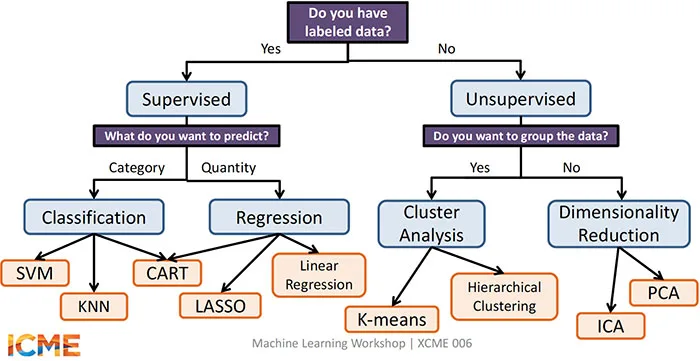 Do you have
labeled data?
Yes
No
Supervised
Unsupervised
What do you want to predict?
Do you want to group the data?
Category
Quantity
Yes
No
Classification
Regression
Cluster
Analysis
Dimensionality
Reduction
SVM
KNN
CART
LASSO
Linear
Regression
K-means
Hierarchical
Clustering
ICA
PCA
ICME
Machine Learning Workshop | XCME 006